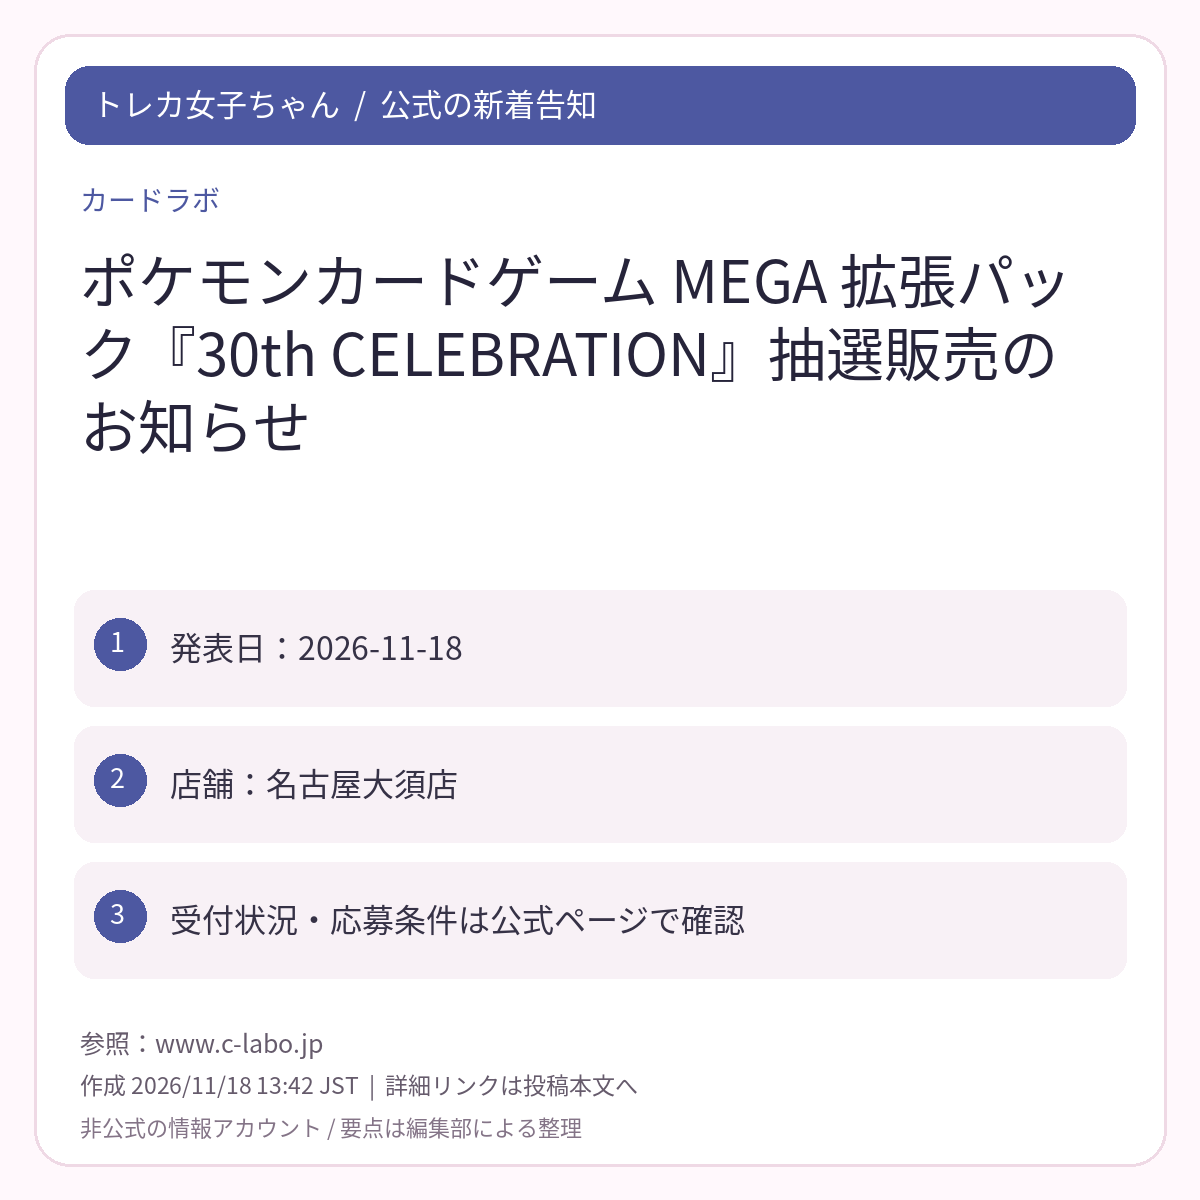 トレカ女子ちゃん / 公式の新着告知
カードラボ
ポケモンカードゲーム MEGA 拡張パッ
ク『30th CELEBRATION』抽選販売の
お知らせ
1 発表日：2026-11-18
2 店舗：名古屋大須店
3 受付状況・応募条件は公式ページで確認
参照：www.c-labo.jp
作成 2026/11/18 13:42 JST｜詳細リンクは投稿本文へ
非公式の情報アカウント / 要点は編集部による整理